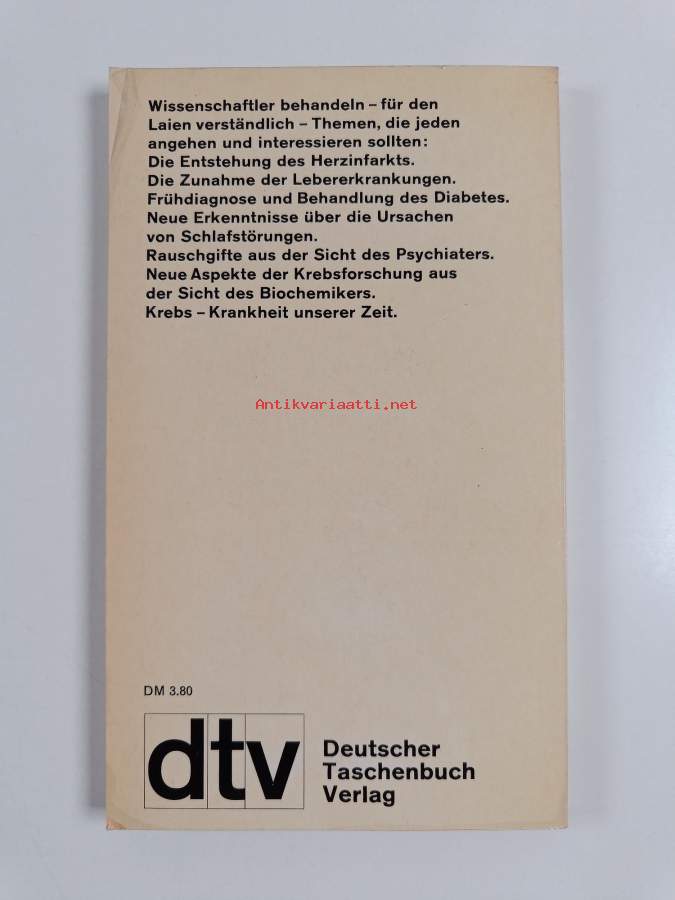 Wissenschaftler behandeln – für den
Laien verständlich – Themen, die jeden
angehen und interessieren sollten:
Die Entstehung des Herzinfarkts.
Die Zunahme der Lebererkrankungen.
Frühdiagnose und Behandlung des Diabetes.
Neue Erkenntnisse über die Ursachen
von Schlafstörungen.
Rauschgifte aus der Sicht des Psychiaters.
Neue Aspekte der Krebsforschung aus
der Sicht des Biochemikers.
Krebs – Krankheit unserer Zeit.
Antikvariaatti.net
DM 3.80
dtv
Deutscher
Taschenbuch
Verlag